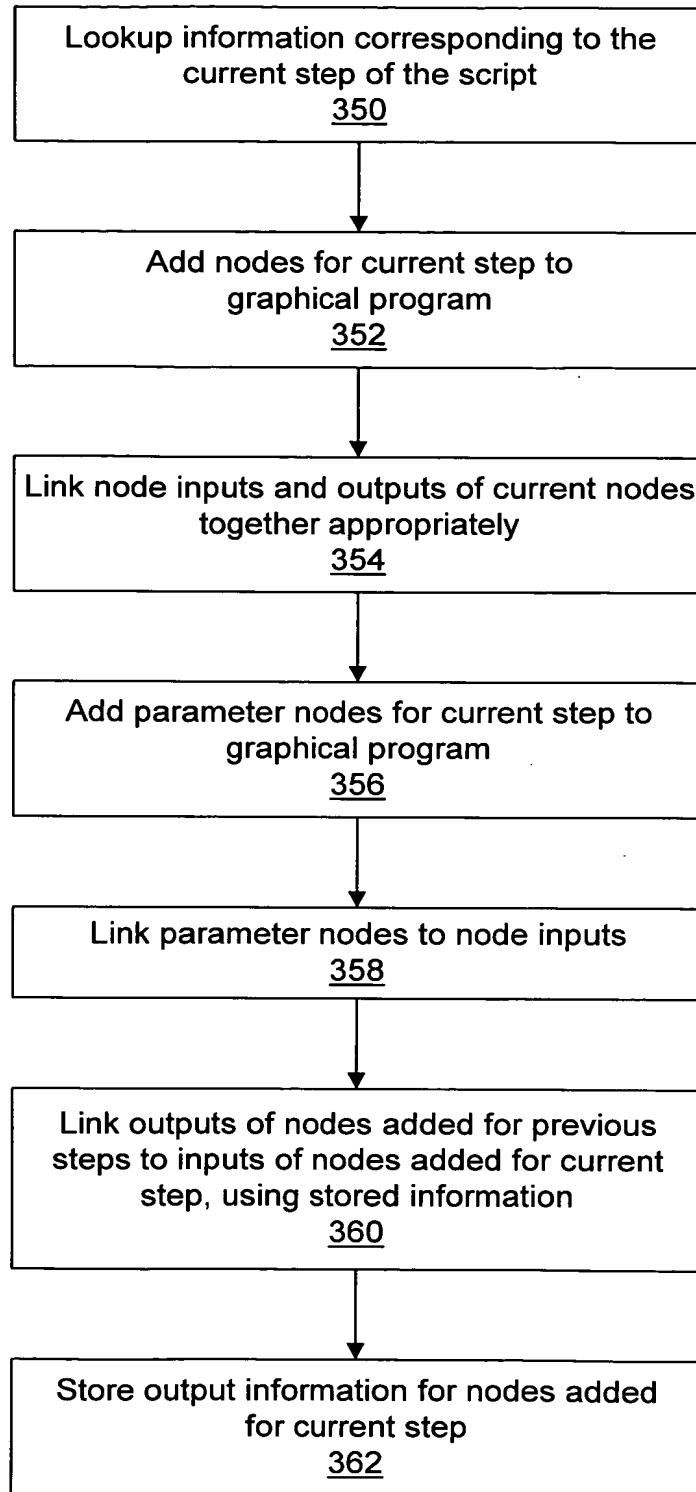 Lookup information corresponding to the
current step of the script
350
Add nodes for current step to
graphical program
352
Link node inputs and outputs of current nodes
together appropriately
354
Add parameter nodes for current step to
graphical program
356
Link parameter nodes to node inputs
358
Link outputs of nodes added for previous
steps to inputs of nodes added for current
step, using stored information
360
Store output information for nodes added
for current step
362